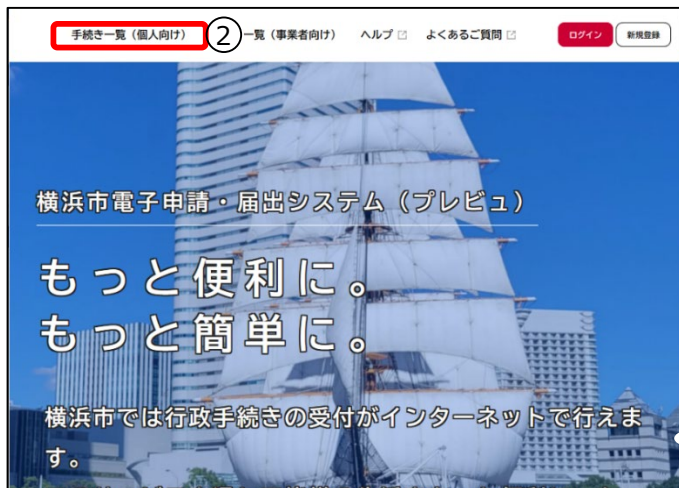 手続き一覧（個人向け）
②
一覧（事業者向け）
ヘルプ
よくあるご質問
ログイン
新規登録
横浜市電子申請・届出システム（プレビュ）
もっと便利に。
もっと簡単に。
横浜市では行政手続きの受付がインターネットで行えま
す。